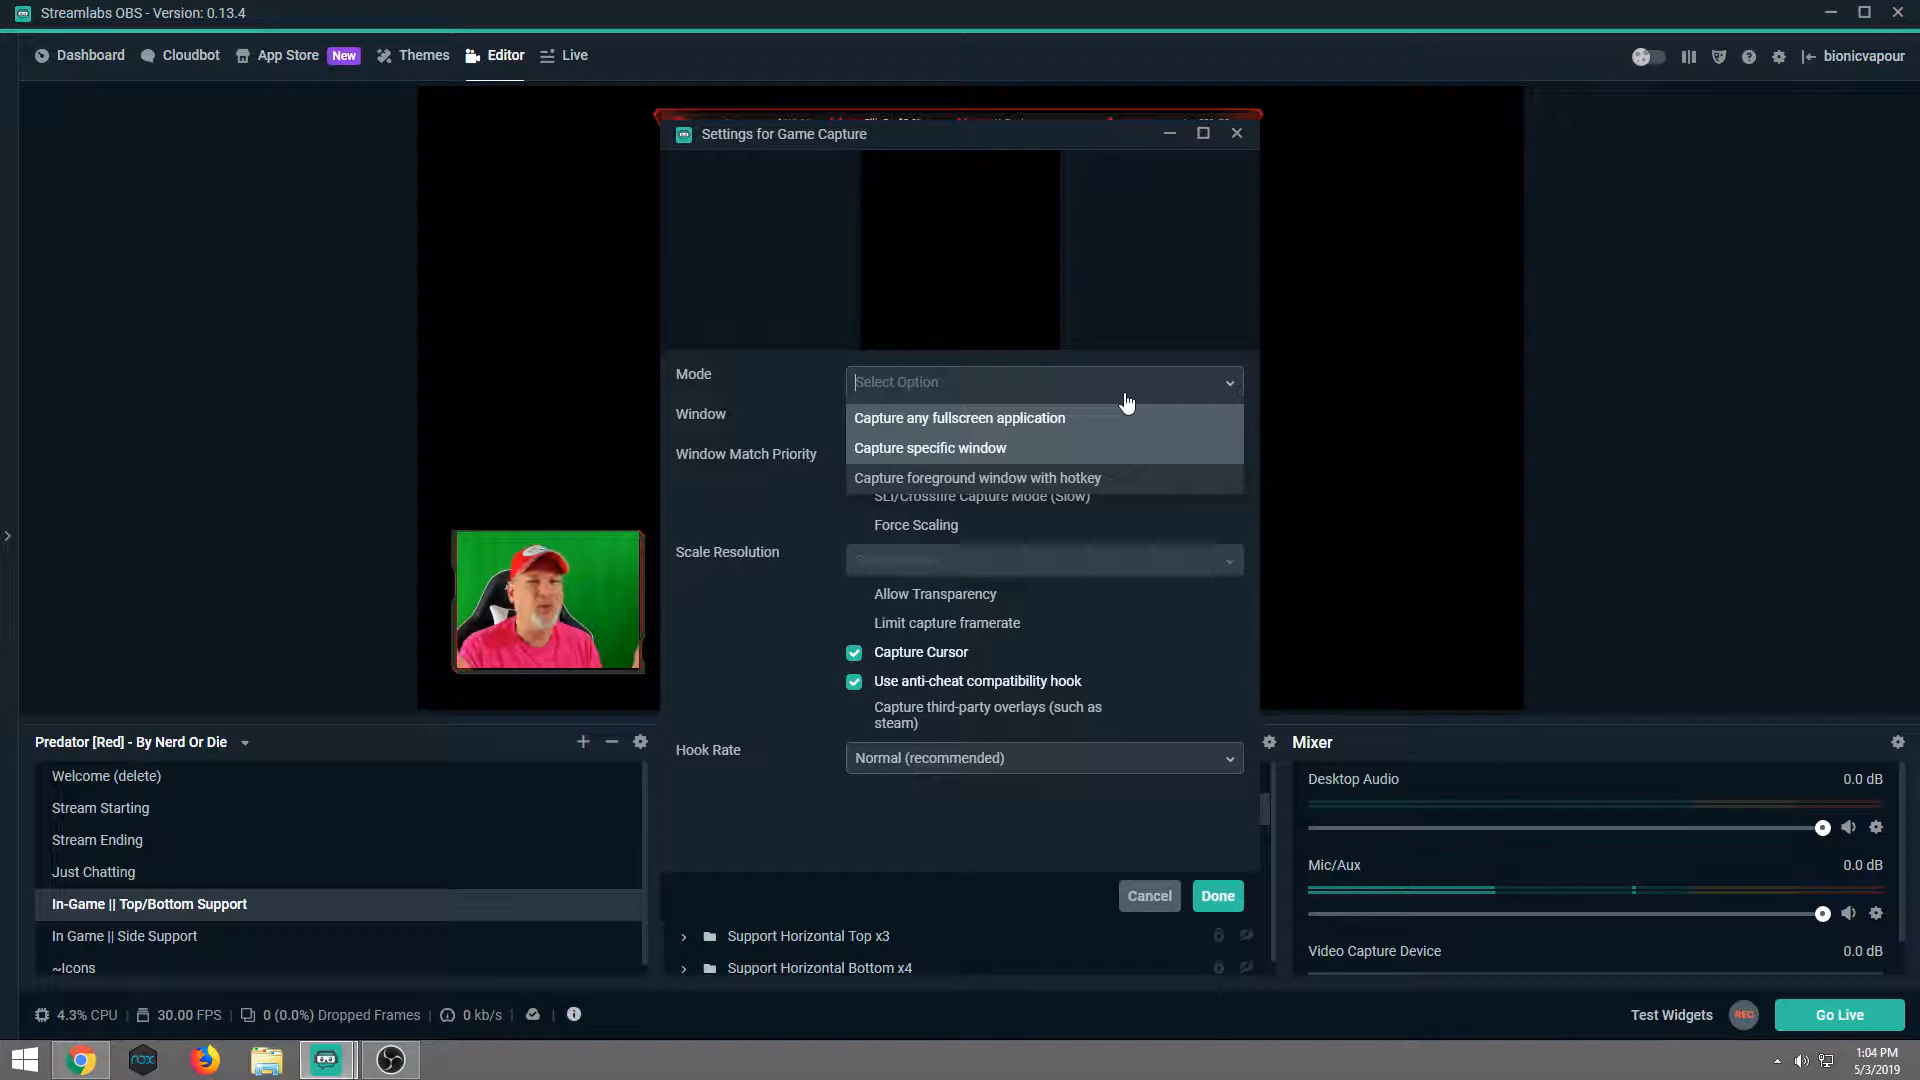 Streamlabs OBS - Version: 0.13.4
Dashboard
Cloudbot
App Store
New
Themes
Editor
Live
bionicvapour
Settings for Game Capture
Mode
Select Option
Capture any fullscreen application
Window
Capture specific window
Window Match Priority
Capture foreground window with hotkey
SLI/Crossfire Capture Mode (Slow)
Force Scaling
Scale Resolution
Allow Transparency
Limit capture framerate
Capture Cursor
Use anti-cheat compatibility hook
Capture third-party overlays (such as
steam)
Hook Rate
Normal (recommended)
Cancel
Done
Predator [Red] - By Nerd Or Die
Welcome (delete)
Stream Starting
Stream Ending
Just Chatting
In-Game || Top/Bottom Support
In Game || Side Support
~Icons
Support Horizontal Top x3
Support Horizontal Bottom x4
Mixer
Desktop Audio
0.0 dB
Mic/Aux
0.0 dB
Video Capture Device
0.0 dB
4.3% CPU
30.00 FPS
0 (0.0%) Dropped Frames
0 kb/s
Test Widgets
REC
Go Live
nox
1:04 PM
5/3/2019